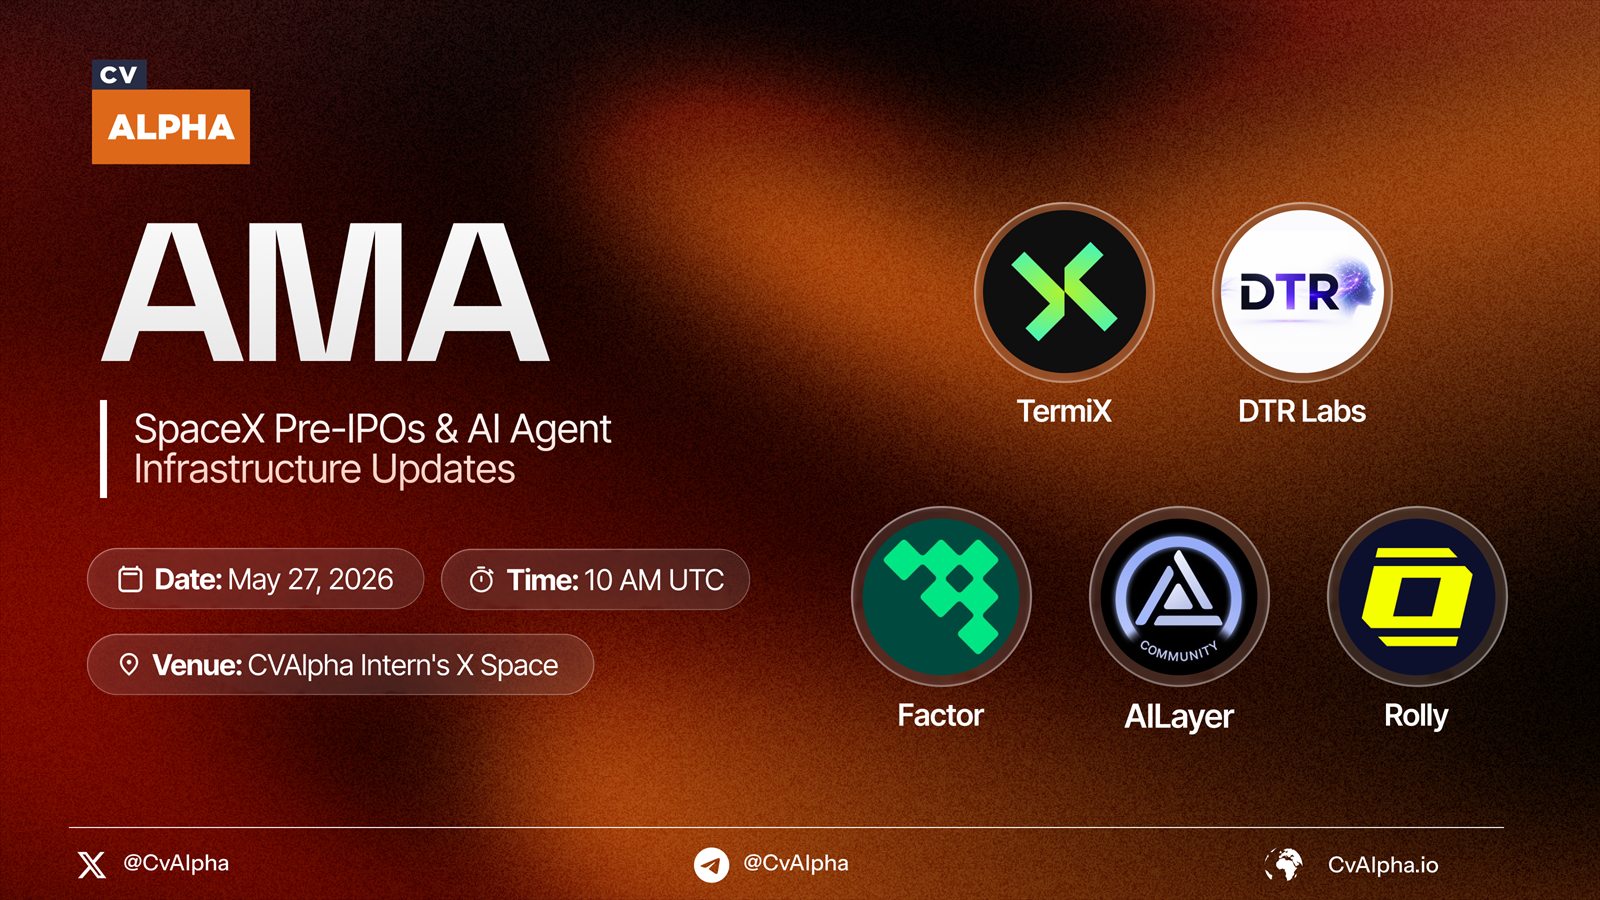 CV
ALPHA
AMA
SpaceX Pre-IPOs & AI Agent
Infrastructure Updates
Date: May 27, 2026
Time: 10 AM UTC
Venue: CVAlpha Intern's X Space
TermiX
DTR
DTR Labs
Factor
COMMUNITY
AILayer
Rolly
@CvAlpha
@CvAlpha
CvAlpha.io